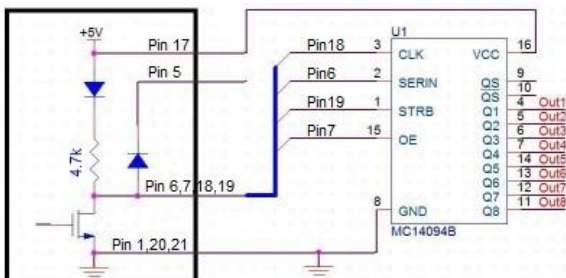 +5V
Pin 17
Pin 5
4.7k
Pin 6,7,18,19
Pin 1,20,21
Pin18
Pin6
Pin19
Pin7
U1
3 CLK VCC 16
2 SERIN
1 STRB
15 OE
8 GND
QS 9
QS 10
Q1 4 Out1
Q2 5 Out2
Q3 6 Out3
Q4 7 Out4
Q5 14 Out5
Q6 13 Out6
Q7 12 Out7
Q8 11 Out8
MC14094B